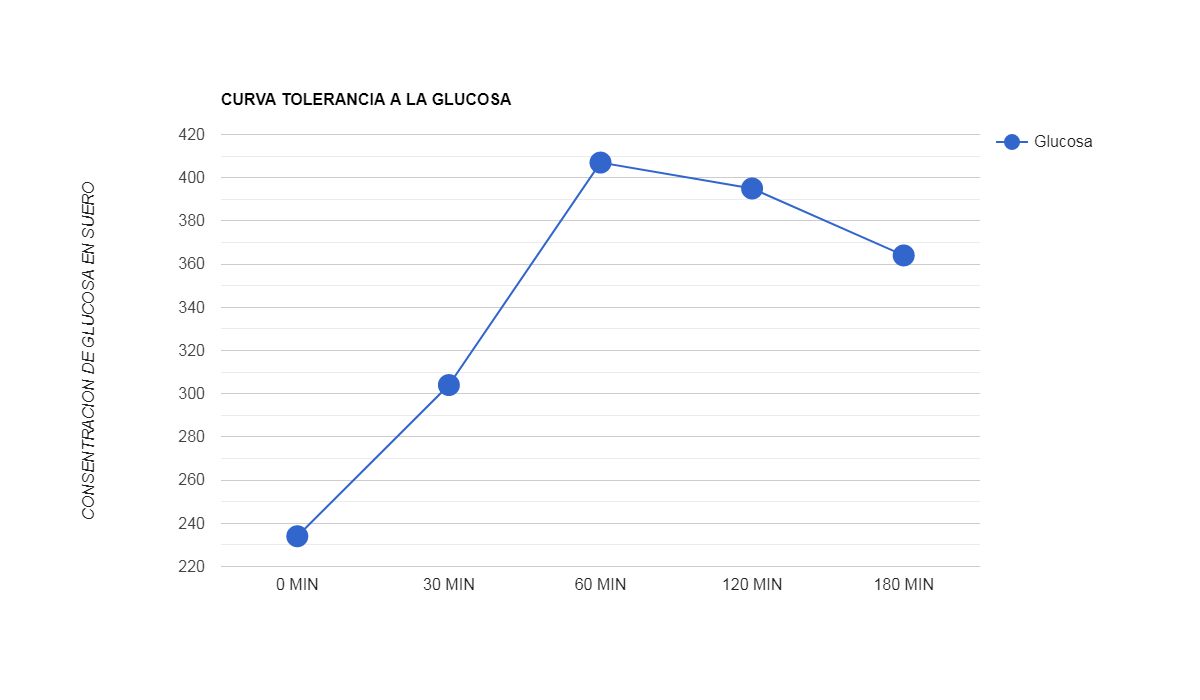 CURVA TOLERANCIA A LA GLUCOSA
420
400
380
360
340
320
300
280
260
240
220
CONSENTRACION DE GLUCOSA EN SUERO
0 MIN
30 MIN
60 MIN
120 MIN
180 MIN
Glucosa